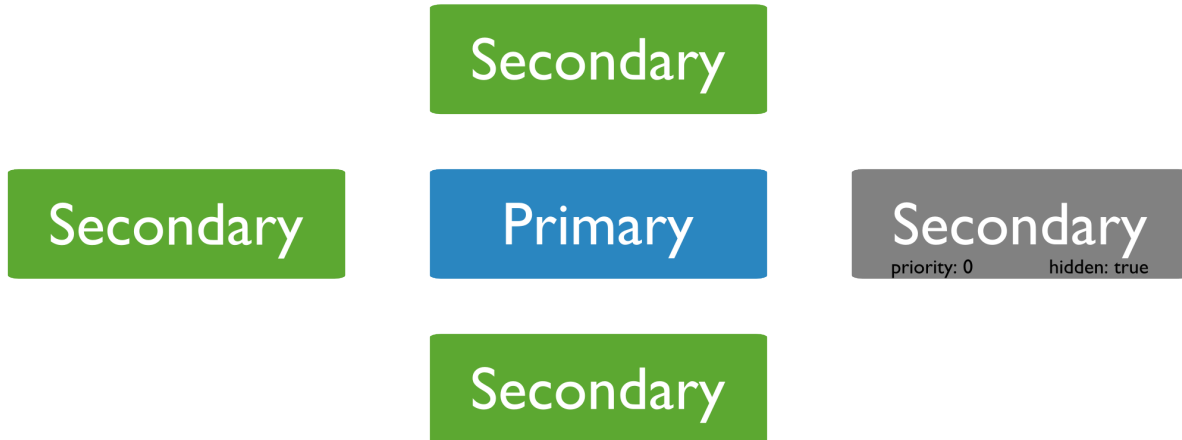 Secondary
Secondary
Primary
Secondary
priority: 0
hidden: true
Secondary